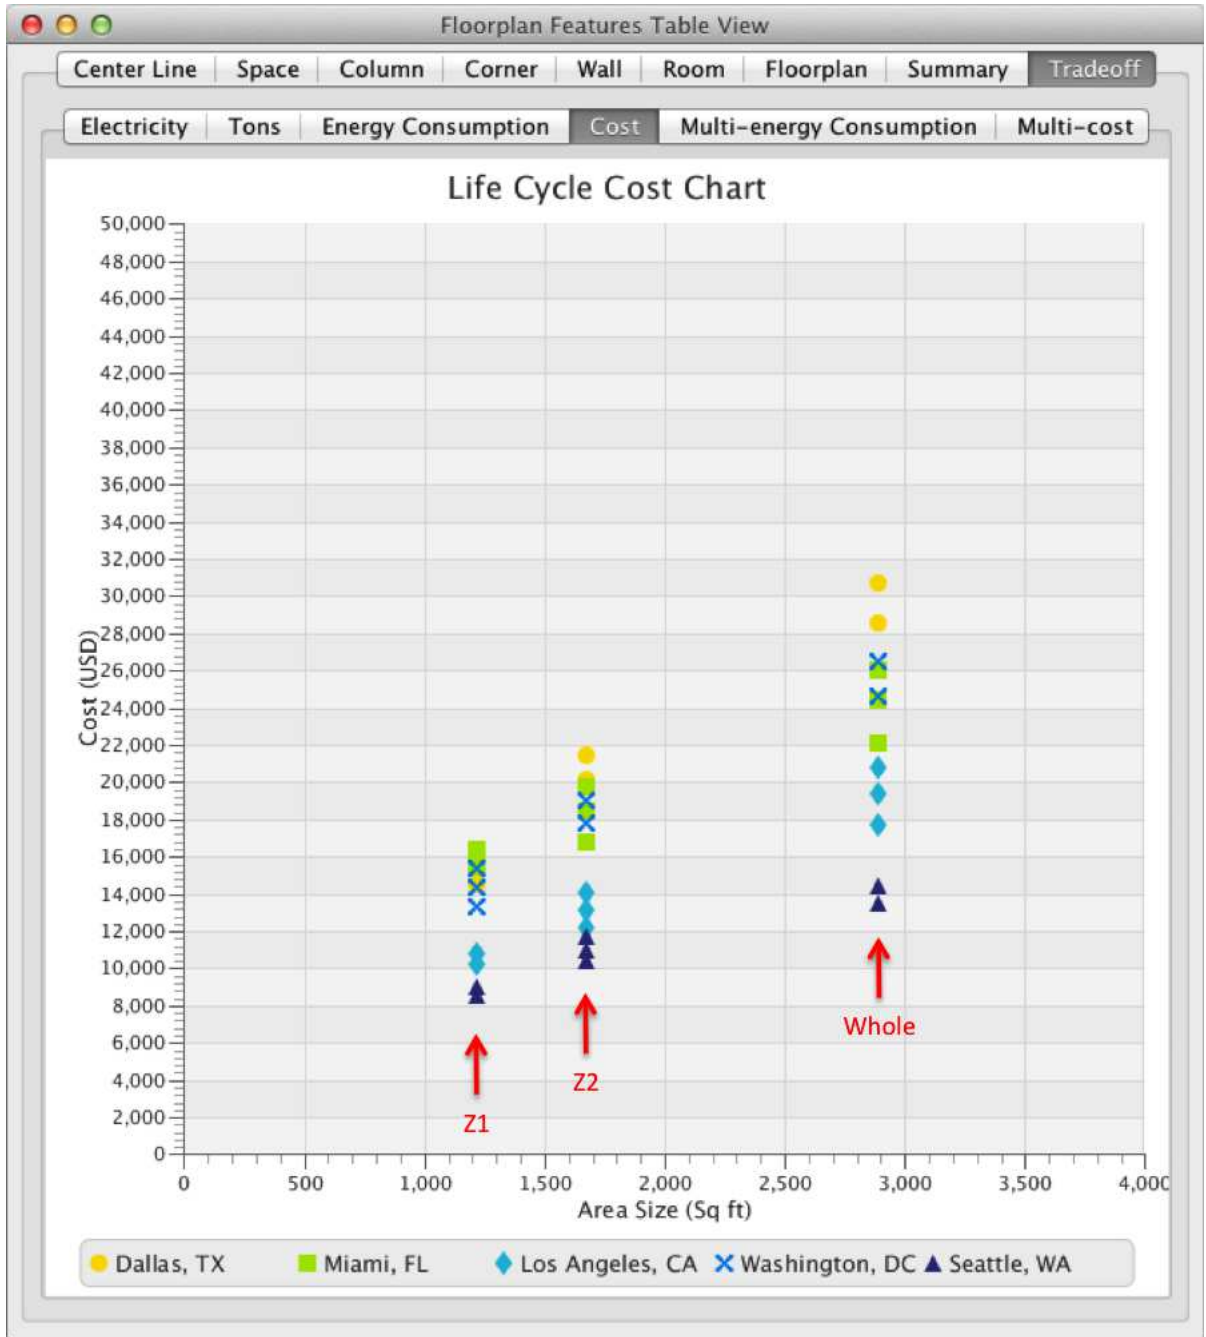 Floorplan Features Table View
Center Line Space Column Corner Wall Room Floorplan Summary Tradeoff
Electricity Tons Energy Consumption Cost Multi-energy Consumption Multi-cost
Life Cycle Cost Chart
50,000
48,000
46,000
44,000
42,000
40,000
38,000
36,000
34,000
32,000
30,000
28,000
26,000
24,000
22,000
20,000
18,000
16,000
14,000
12,000
10,000
8,000
6,000
4,000
2,000
0
Cost (USD)
Z1
Z2
Whole
0 500 1,000 1,500 2,000 2,500 3,000 3,500 4,000
Area Size (Sq ft)
Dallas, TX Miami, FL Los Angeles, CA Washington, DC Seattle, WA